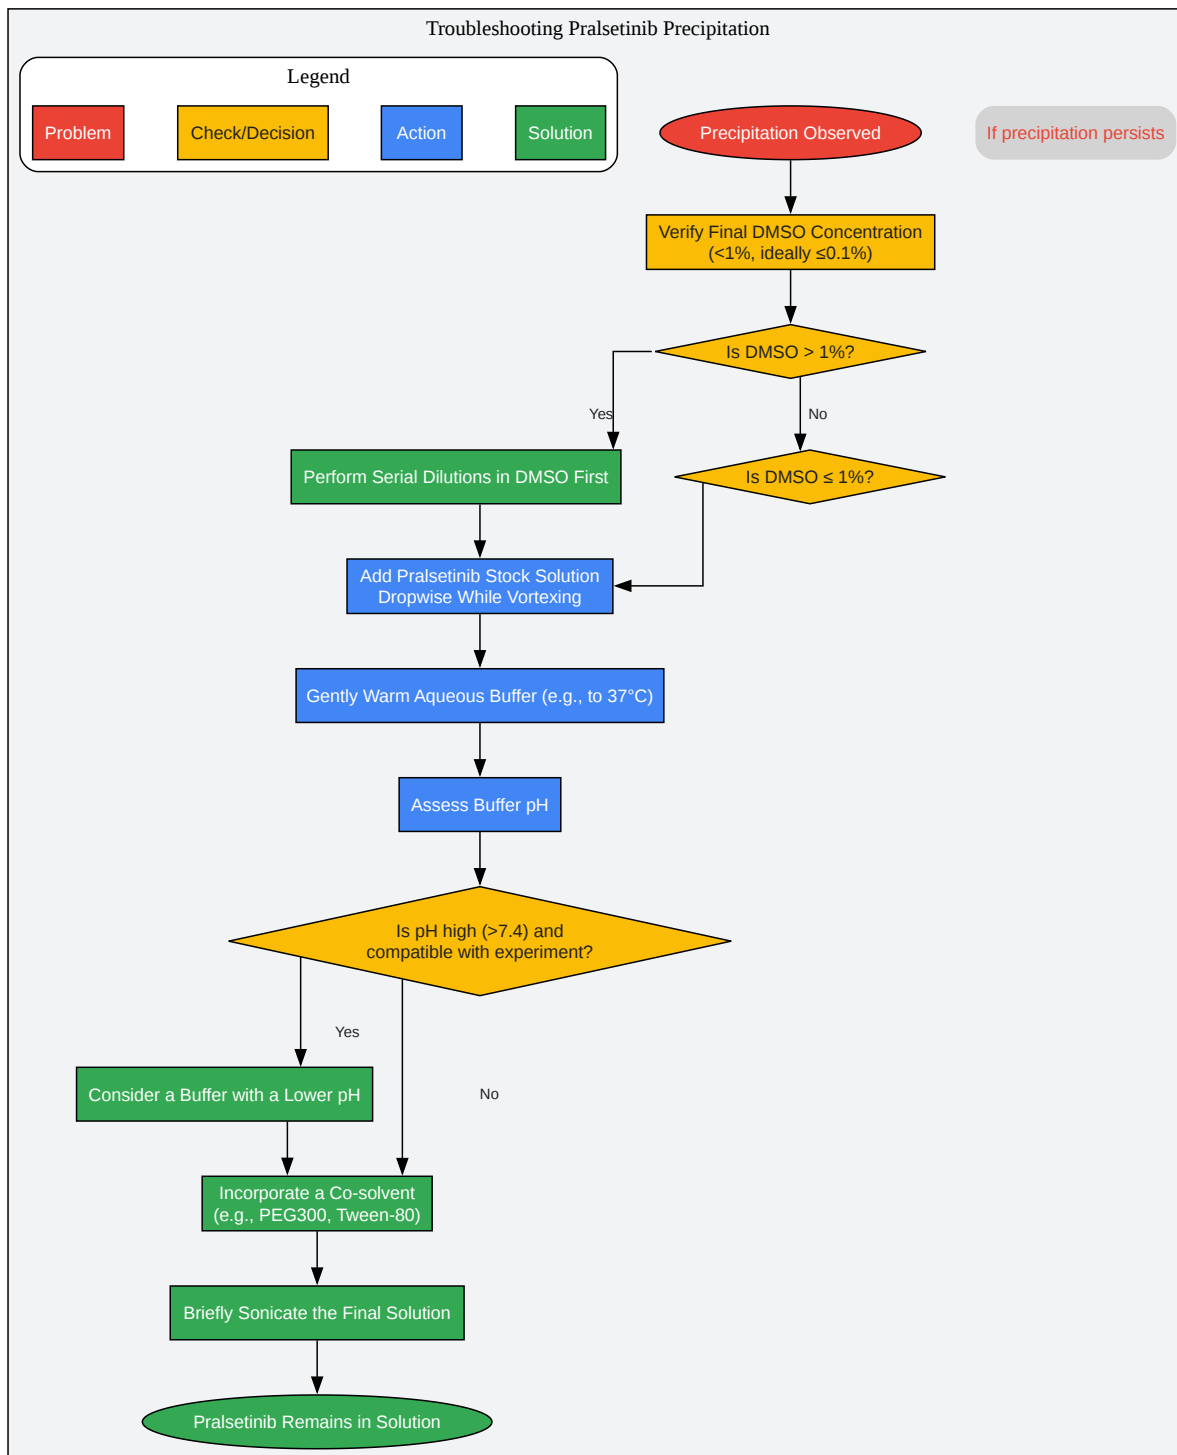 Troubleshooting Pralsetinib Precipitation
Legend
Problem
Check/Decision
Action
Solution
Precipitation Observed
If precipitation persists
Verify Final DMSO Concentration
(<1%, ideally ≤0.1%)
Is DMSO > 1%?
Yes
No
Perform Serial Dilutions in DMSO First
Is DMSO ≤ 1%?
Add Pralsetinib Stock Solution
Dropwise While Vortexing
Gently Warm Aqueous Buffer (e.g., to 37°C)
Assess Buffer pH
Is pH high (>7.4) and
compatible with experiment?
Yes
Consider a Buffer with a Lower pH
No
Incorporate a Co-solvent
(e.g., PEG300, Tween-80)
Briefly Sonicate the Final Solution
Pralsetinib Remains in Solution